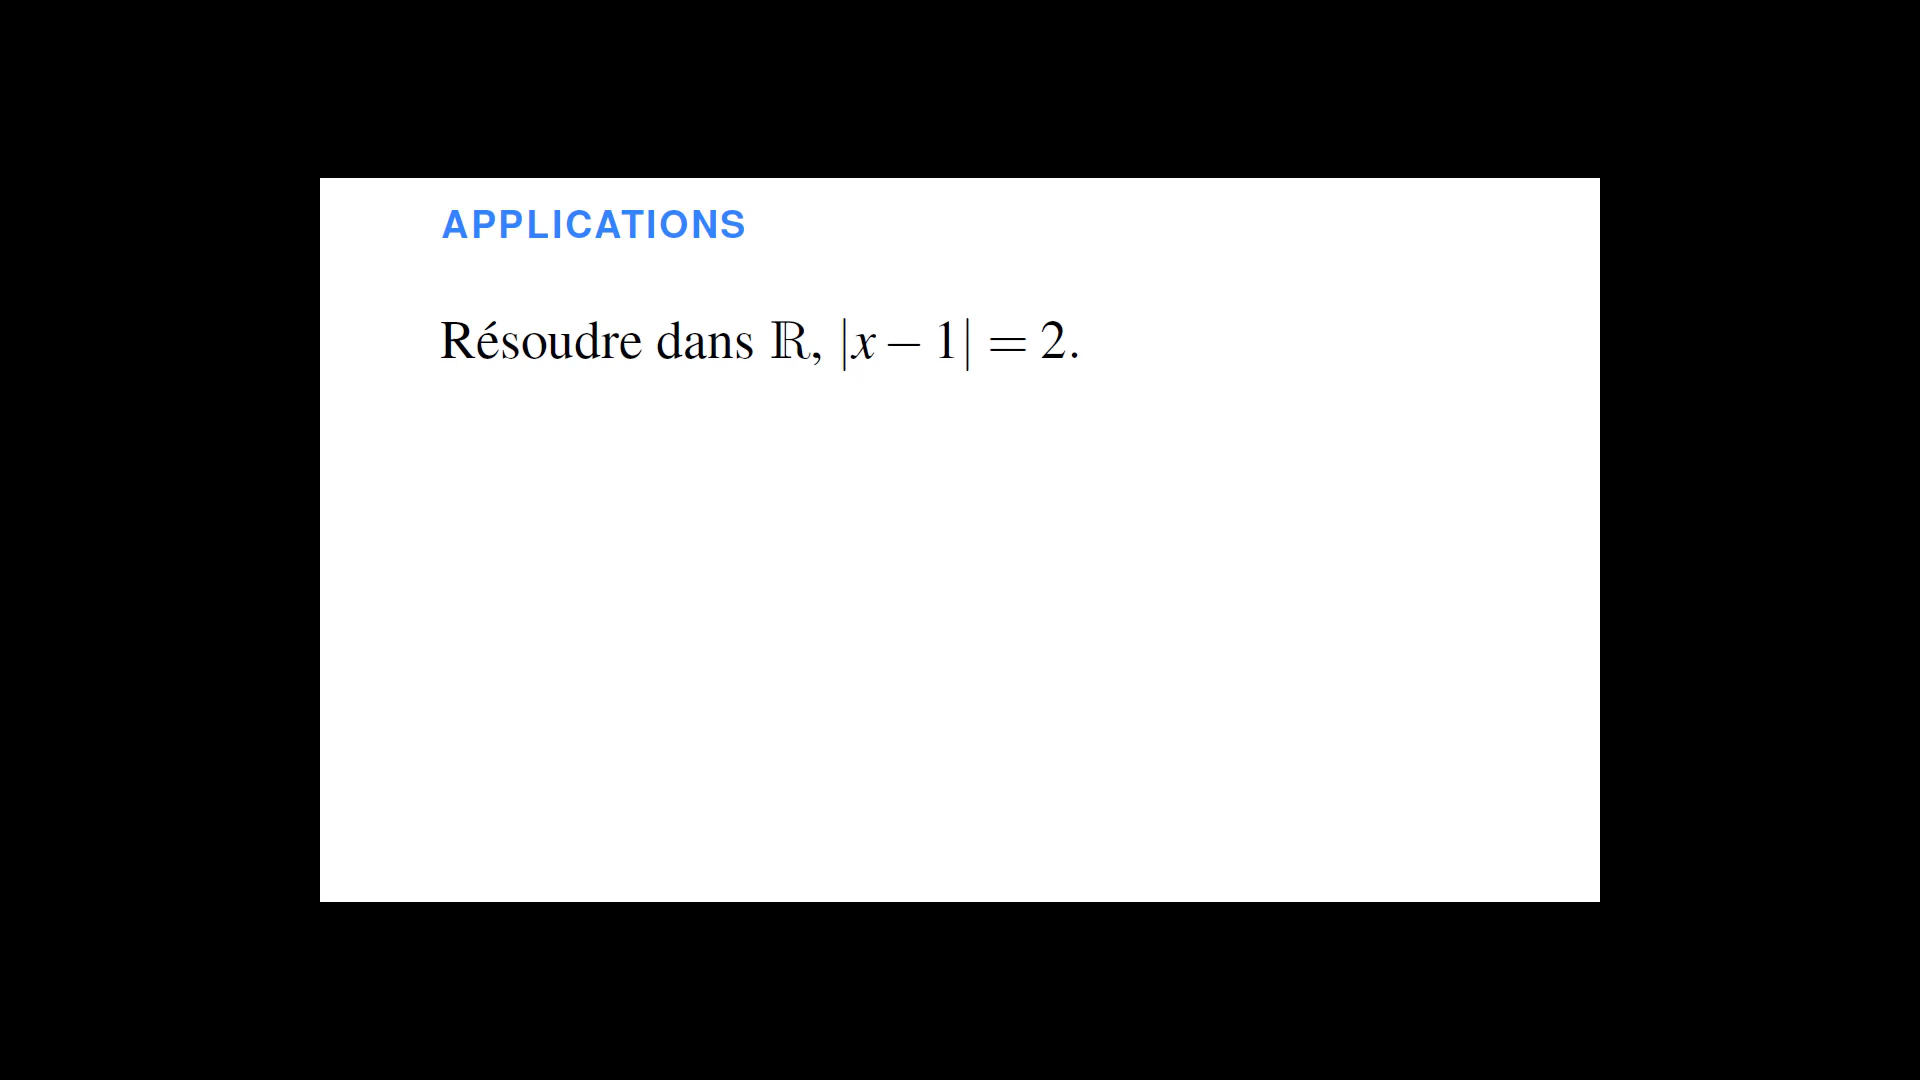 APPLICATIONS
Résoudre dans ℝ, |x − 1| = 2.